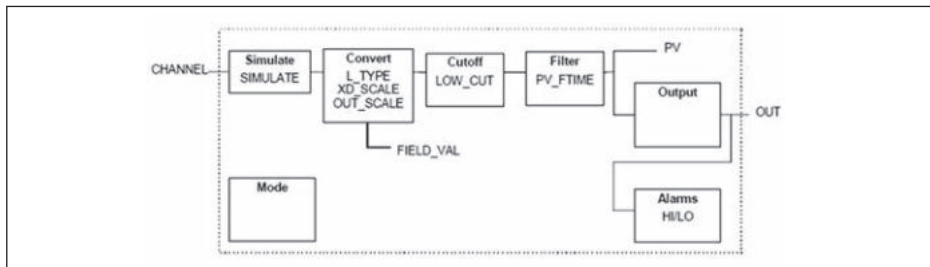 CHANNEL
Simulate
SIMULATE
Convert
L_TYPE
XD_SCALE
OUT_SCALE
FIELD_VAL
Cutoff
LOW_CUT
Filter
PV_FTIME
PV
Output
OUT
Mode
Alarms
HI/LO